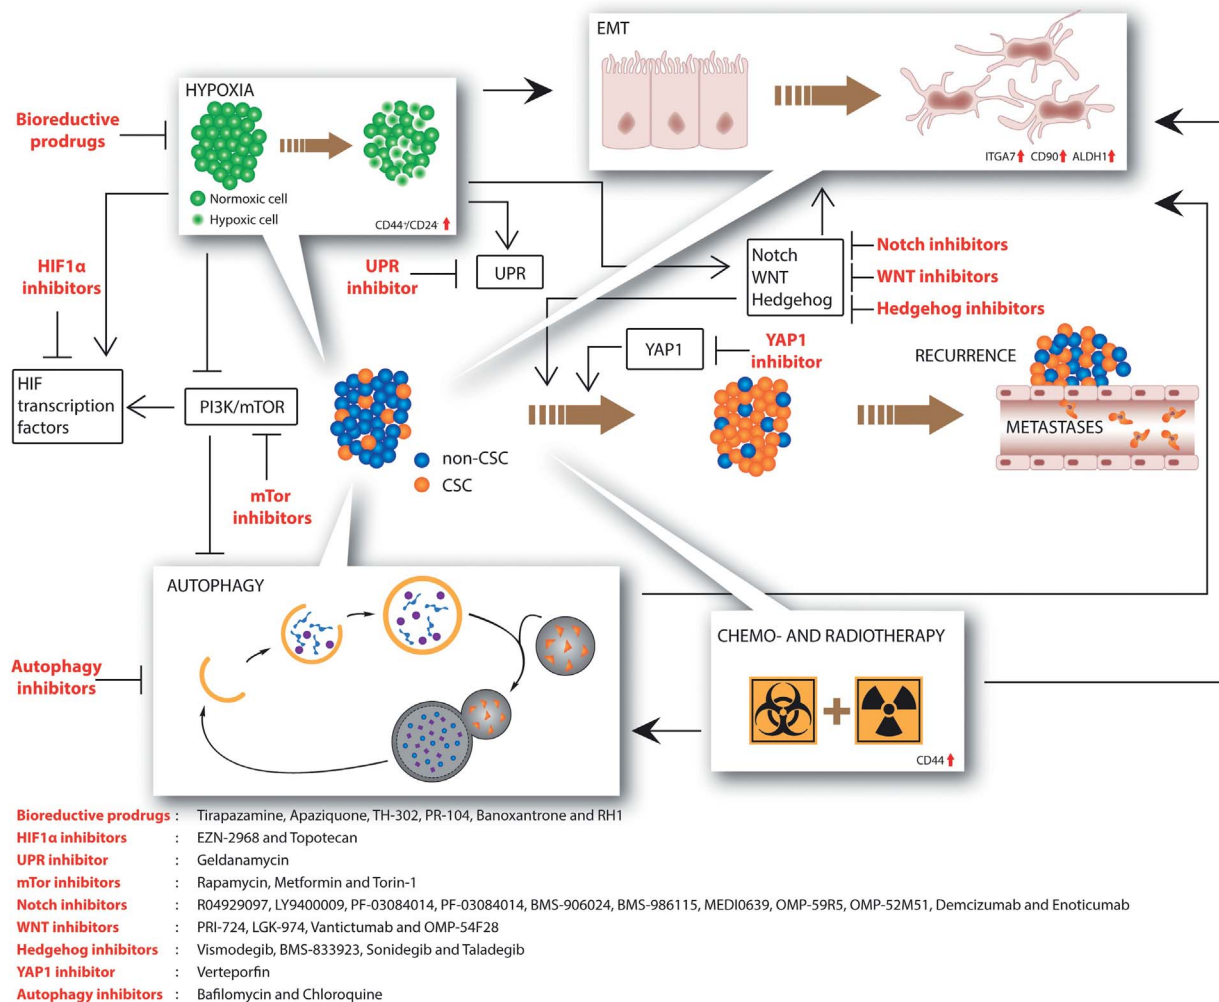 EMT
ITGA7 CD90 ALDH1
HYPOXIA
Normoxic cell
Hypoxic cell
CD44+/CD24-
Bioreductive
prodrugs
HIF1α
inhibitors
UPR
inhibitor
UPR
Notch
WNT
Hedgehog
Notch inhibitors
WNT inhibitors
Hedgehog inhibitors
YAP1
YAP1
inhibitor
RECURRENCE
METASTASES
HIF
transcription
factors
PI3K/mTOR
mTor
inhibitors
non-CSC
CSC
AUTOPHAGY
Autophagy
inhibitors
CHEMO- AND RADIOTHERAPY
CD44
Bioreductive prodrugs : Tirapazamine, Apaziquone, TH-302, PR-104, Banoxantrone and RH1
HIF1α inhibitors : EZN-2968 and Topotecan
UPR inhibitor : Geldanamycin
mTor inhibitors : Rapamycin, Metformin and Torin-1
Notch inhibitors : R04929097, LY9400009, PF-03084014, PF-03084014, BMS-906024, BMS-986115, MEDI0639, OMP-59R5, OMP-52M51, Demcizumab and Enoticumab
WNT inhibitors : PRI-724, LGK-974, Vantictumab and OMP-54F28
Hedgehog inhibitors : Vismodegib, BMS-833923, Sonidegib and Taladegib
YAP1 inhibitor : Verteporfin
Autophagy inhibitors : Bafilomycin and Chloroquine